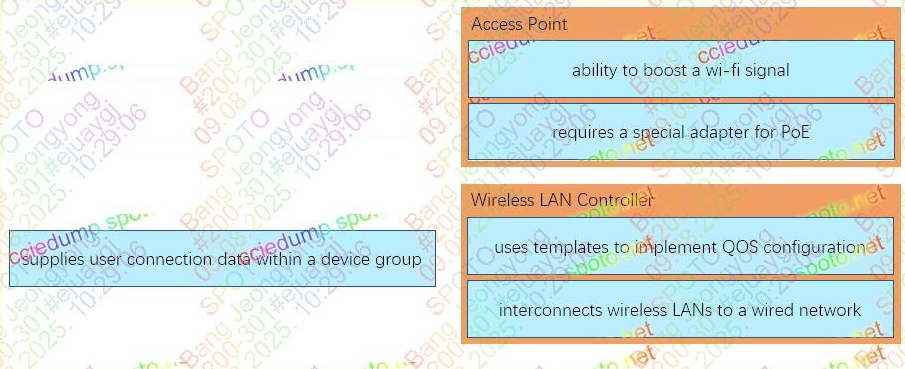 Access Point
ability to boost a wi-fi signal
requires a special adapter for PoE
Wireless LAN Controller
uses templates to implement QOS configuration
interconnects wireless LANs to a wired network
supplies user connection data within a device group
cciedump.spoto.net
SPOTO
Bang Jeongyong
#200-301#ejuaygj
09.08.2025. 10:29:06